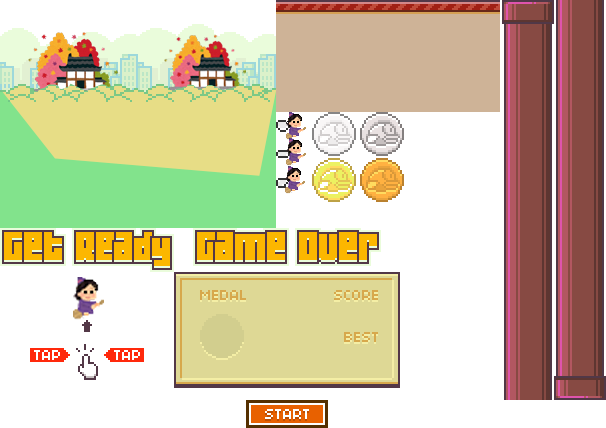 Get Ready
Game Over
MEDAL
SCORE
BEST
TAP
TAP
START